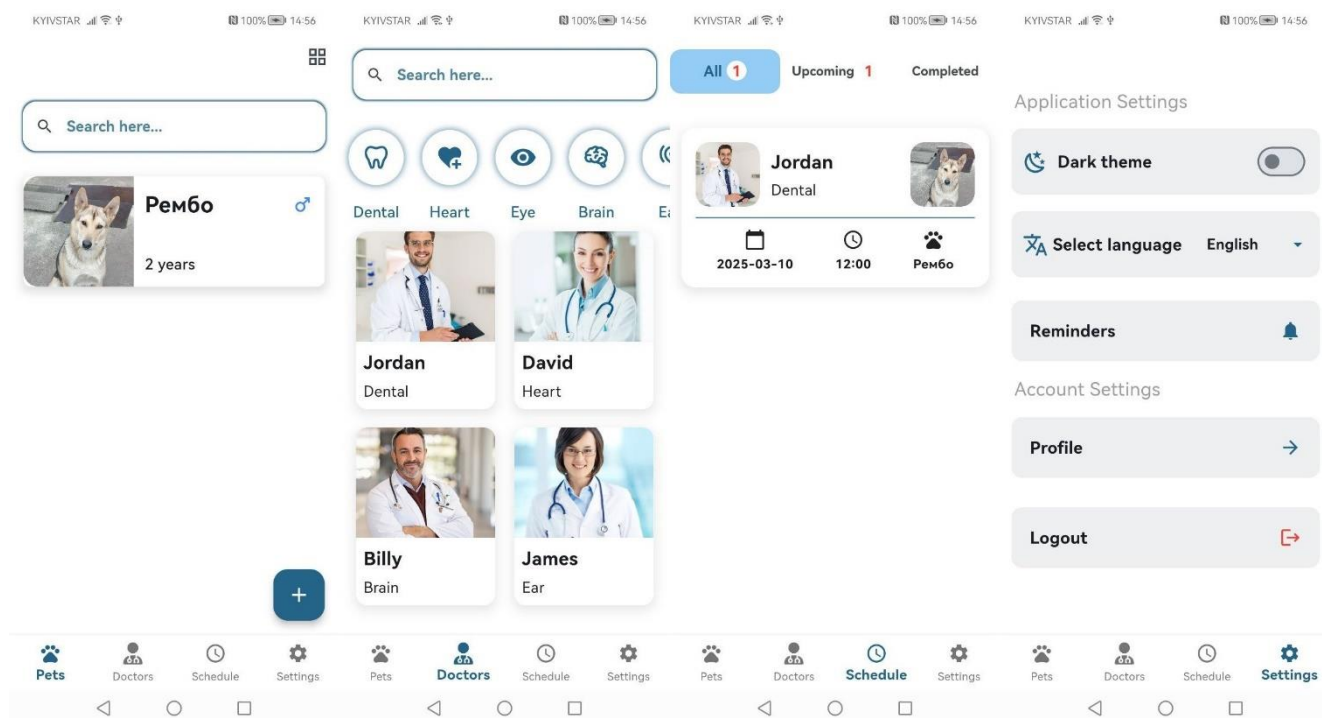 KYIVSTAR 100% 14:56
Search here...
Рембо
2 years
+
Pets Doctors Schedule Settings
KYIVSTAR 100% 14:56
Search here...
Dental Heart Eye Brain Ea
Jordan
Dental
David
Heart
Billy
Brain
James
Ear
Pets Doctors Schedule Settings
KYIVSTAR 100% 14:56
All 1 Upcoming 1 Completed
Jordan
Dental
2025-03-10 12:00 Рембо
Pets Doctors Schedule Settings
KYIVSTAR 100% 14:56
Application Settings
Dark theme
Select language English
Reminders
Account Settings
Profile
Logout
Pets Doctors Schedule Settings